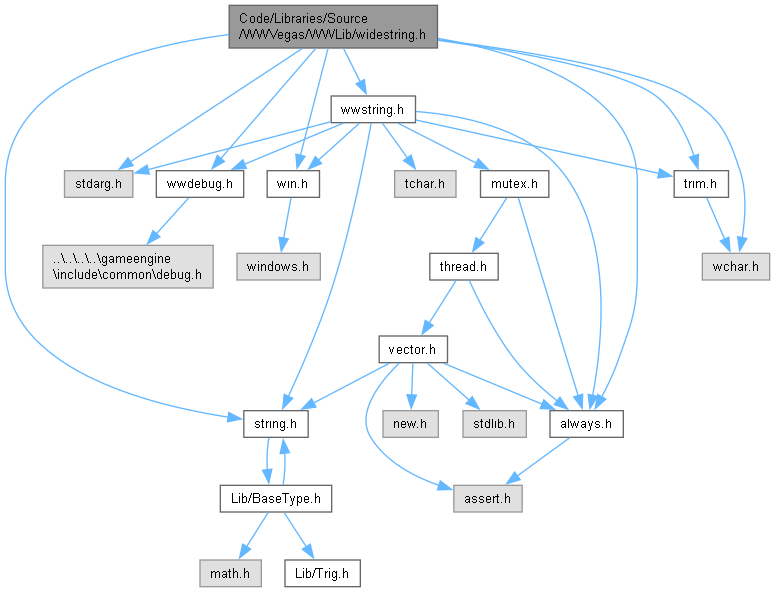 Code/Libraries/Source
/WWVegas/WWLib/widestring.h
wwstring.h
stdarg.h
wwdebug.h
win.h
tchar.h
mutex.h
trim.h
..\..\..\..\gameengine
\include\common\debug.h
windows.h
thread.h
wchar.h
vector.h
string.h
new.h
stdlib.h
always.h
Lib/BaseType.h
assert.h
math.h
Lib/Trig.h